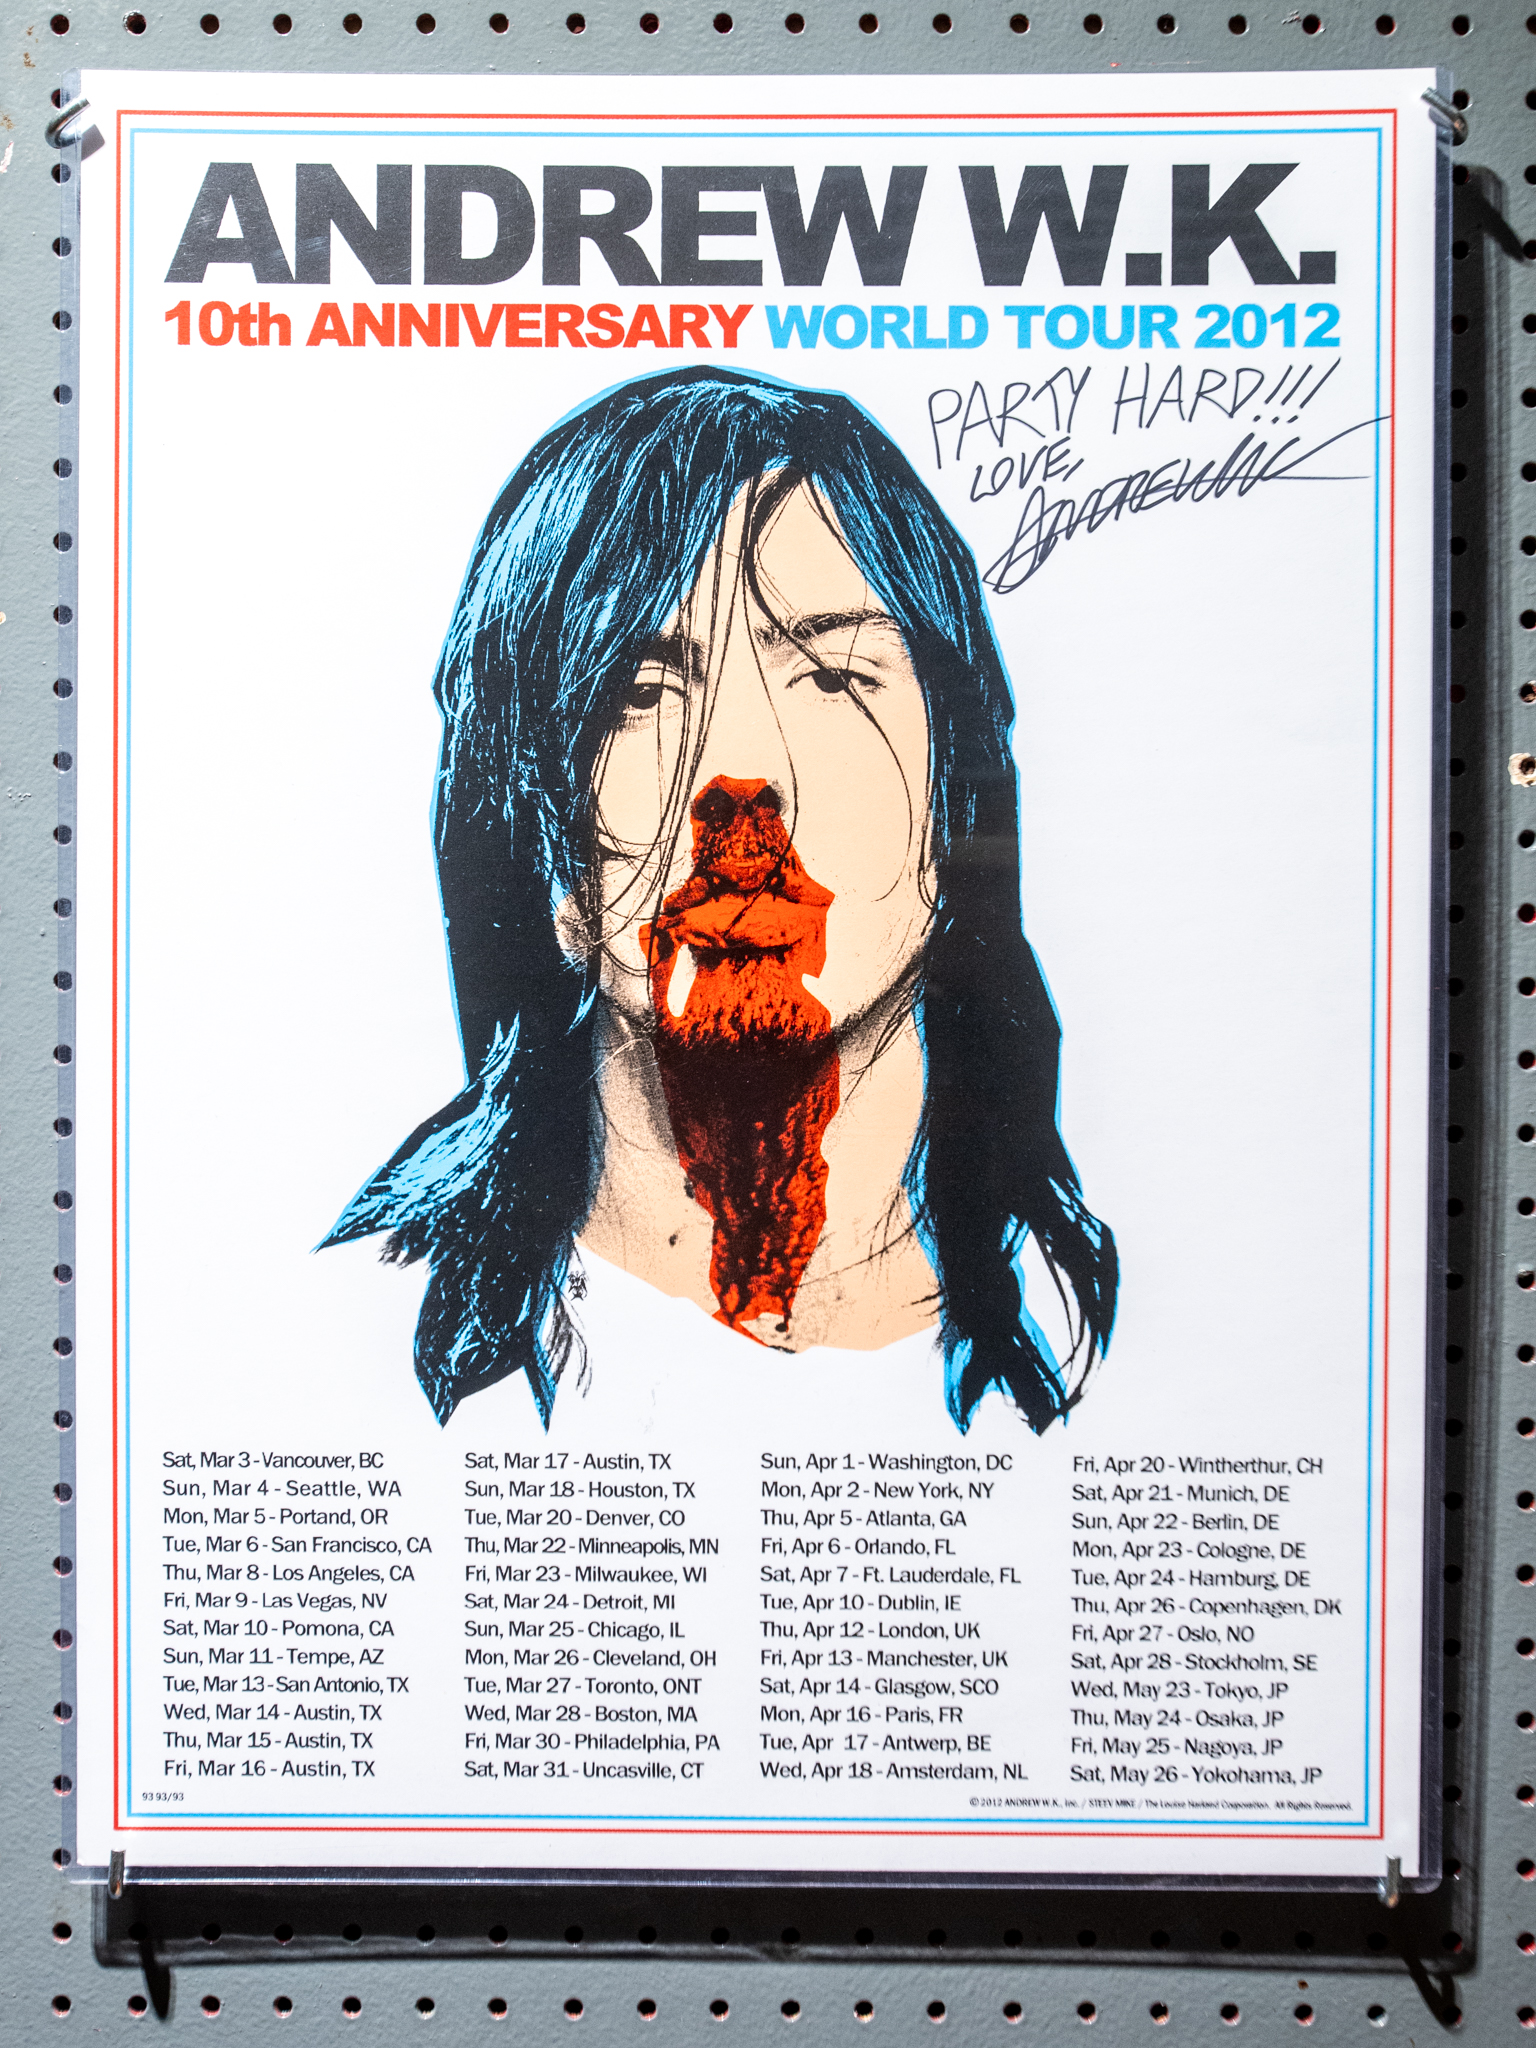 ANDREW W.K.
10th ANNIVERSARY WORLD TOUR 2012
PARTY HARD!!!
LOVE,
ANDREW WK
Sat, Mar 3 - Vancouver, BC
Sun, Mar 4 - Seattle, WA
Mon, Mar 5 - Portand, OR
Tue, Mar 6 - San Francisco, CA
Thu, Mar 8 - Los Angeles, CA
Fri, Mar 9 - Las Vegas, NV
Sat, Mar 10 - Pomona, CA
Sun, Mar 11 - Tempe, AZ
Tue, Mar 13 - San Antonio, TX
Wed, Mar 14 - Austin, TX
Thu, Mar 15 - Austin, TX
Fri, Mar 16 - Austin, TX
Sat, Mar 17 - Austin, TX
Sun, Mar 18 - Houston, TX
Tue, Mar 20 - Denver, CO
Thu, Mar 22 - Minneapolis, MN
Fri, Mar 23 - Milwaukee, WI
Sat, Mar 24 - Detroit, MI
Sun, Mar 25 - Chicago, IL
Mon, Mar 26 - Cleveland, OH
Tue, Mar 27 - Toronto, ONT
Wed, Mar 28 - Boston, MA
Fri, Mar 30 - Philadelphia, PA
Sat, Mar 31 - Uncasville, CT
Sun, Apr 1 - Washington, DC
Mon, Apr 2 - New York, NY
Thu, Apr 5 - Atlanta, GA
Fri, Apr 6 - Orlando, FL
Sat, Apr 7 - Ft. Lauderdale, FL
Tue, Apr 10 - Dublin, IE
Thu, Apr 12 - London, UK
Fri, Apr 13 - Manchester, UK
Sat, Apr 14 - Glasgow, SCO
Mon, Apr 16 - Paris, FR
Tue, Apr 17 - Antwerp, BE
Wed, Apr 18 - Amsterdam, NL
Fri, Apr 20 - Wintherthur, CH
Sat, Apr 21 - Munich, DE
Sun, Apr 22 - Berlin, DE
Mon, Apr 23 - Cologne, DE
Tue, Apr 24 - Hamburg, DE
Thu, Apr 26 - Copenhagen, DK
Fri, Apr 27 - Oslo, NO
Sat, Apr 28 - Stockholm, SE
Wed, May 23 - Tokyo, JP
Thu, May 24 - Osaka, JP
Fri, May 25 - Nagoya, JP
Sat, May 26 - Yokohama, JP
93 93/93
© 2012 ANDREW W.K., Inc. / STEEV MIKE / The Louise Harland Corporation. All Rights Reserved.